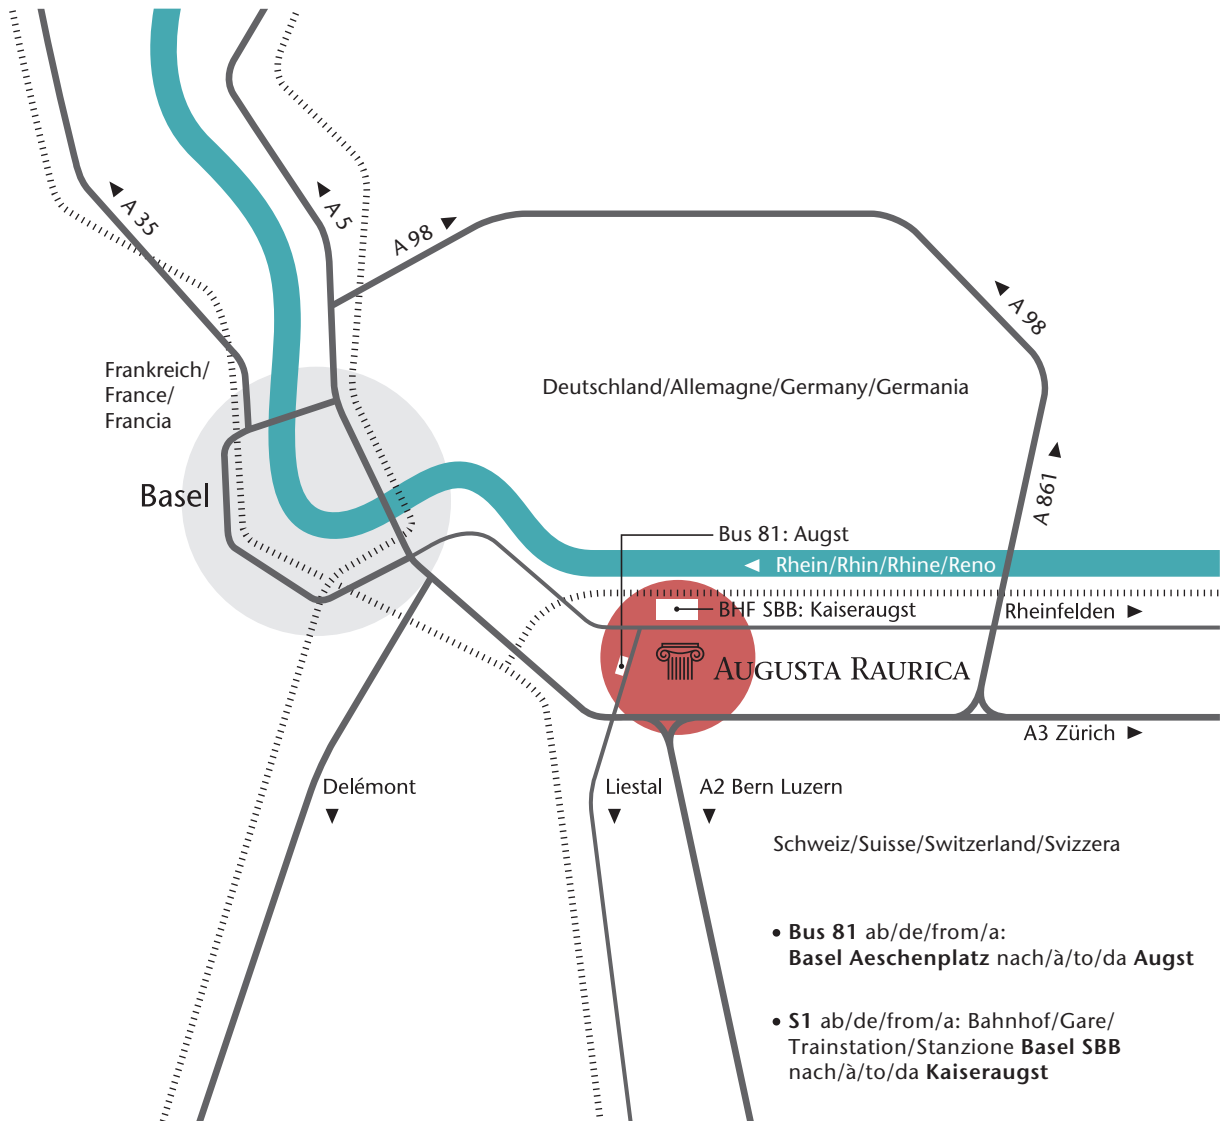 A 35
A 5
A 98
A 98
Frankreich/
France/
Francia
Deutschland/Allemagne/Germany/Germania
Basel
A 861
Bus 81: Augst
Rhein/Rhin/Rhine/Reno
BHF SBB: Kaiseraugst
Rheinfelden
AUGUSTA RAURICA
A3 Zürich
Delémont
Liestal
A2 Bern Luzern
Schweiz/Suisse/Switzerland/Svizzera
• Bus 81 ab/de/from/a:
Basel Aeschenplatz nach/à/to/da Augst
• S1 ab/de/from/a: Bahnhof/Gare/
Trainstation/Stanzione Basel SBB
nach/à/to/da Kaiseraugst